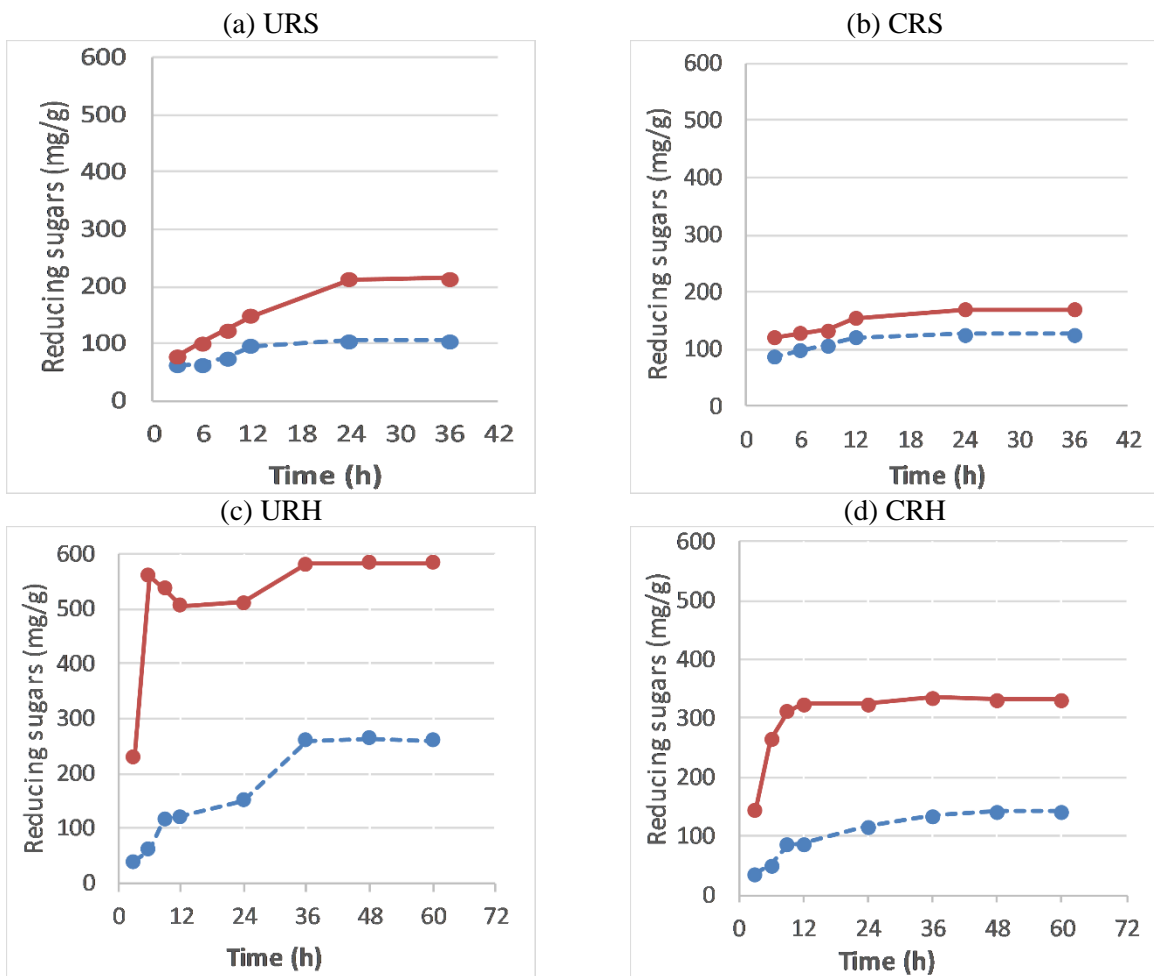 (a) URS
600
500
400
300
200
100
0
Reducing sugars (mg/g)
0 6 12 18 24 30 36 42
Time (h)
(b) CRS
600
500
400
300
200
100
0
Reducing sugars (mg/g)
0 6 12 18 24 30 36 42
Time (h)
(c) URH
600
500
400
300
200
100
0
Reducing sugars (mg/g)
0 12 24 36 48 60 72
Time (h)
(d) CRH
600
500
400
300
200
100
0
Reducing sugars (mg/g)
0 12 24 36 48 60 72
Time (h)